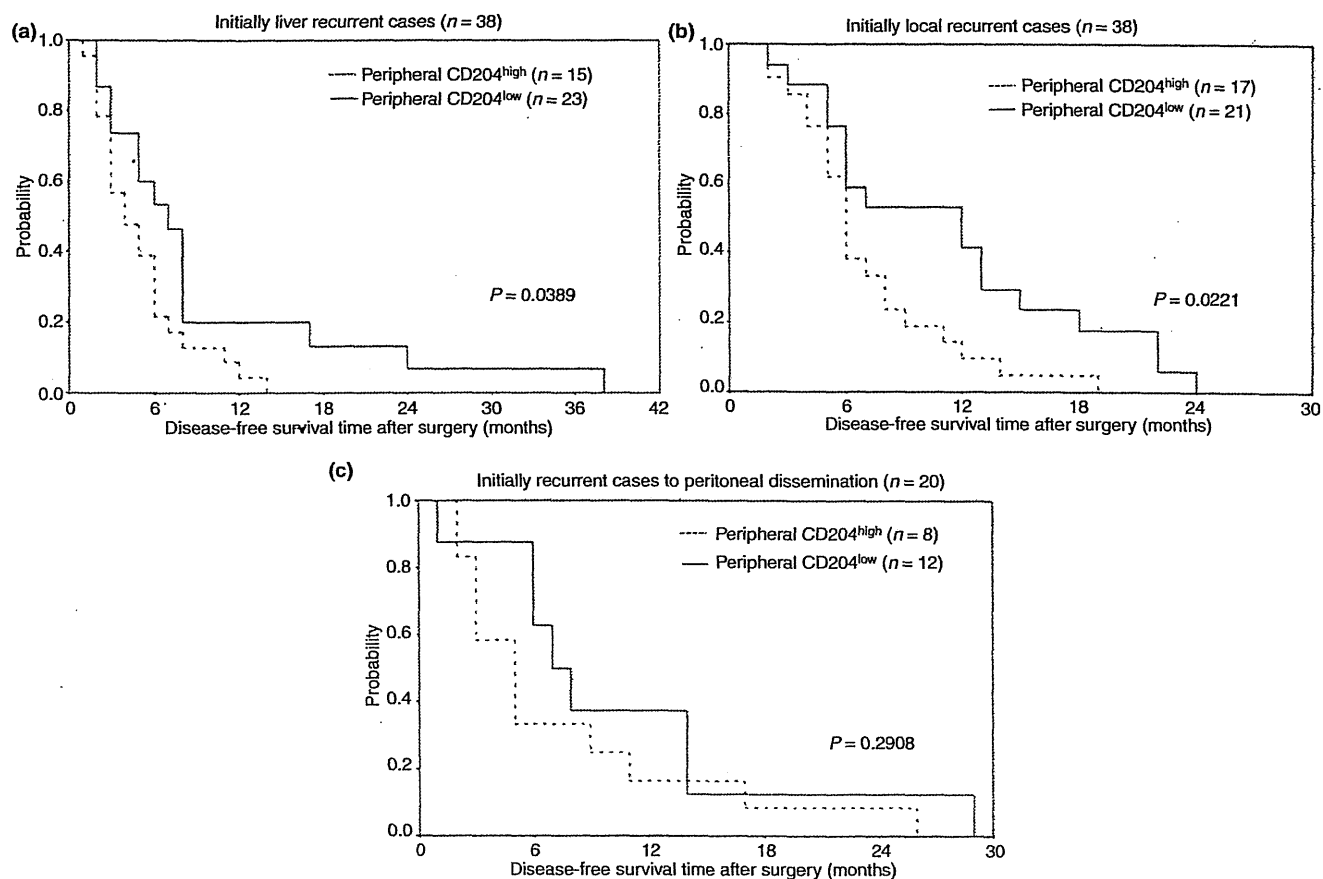 (a)
Initially liver recurrent cases (n = 38)
1.0
0.8
0.6
0.4
0.2
0.0
Probability
Peripheral CD204high (n = 15)
Peripheral CD204low (n = 23)
P = 0.0389
0 6 12 18 24 30 36 42
Disease-free survival time after surgery (months)
(b)
Initially local recurrent cases (n = 38)
1.0
0.8
0.6
0.4
0.2
0.0
Probability
Peripheral CD204high (n = 17)
Peripheral CD204low (n = 21)
P = 0.0221
0 6 12 18 24 30
Disease-free survival time after surgery (months)
(c)
Initially recurrent cases to peritoneal dissemination (n = 20)
1.0
0.8
0.6
0.4
0.2
0.0
Probability
Peripheral CD204high (n = 8)
Peripheral CD204low (n = 12)
P = 0.2908
0 6 12 18 24 30
Disease-free survival time after surgery (months)